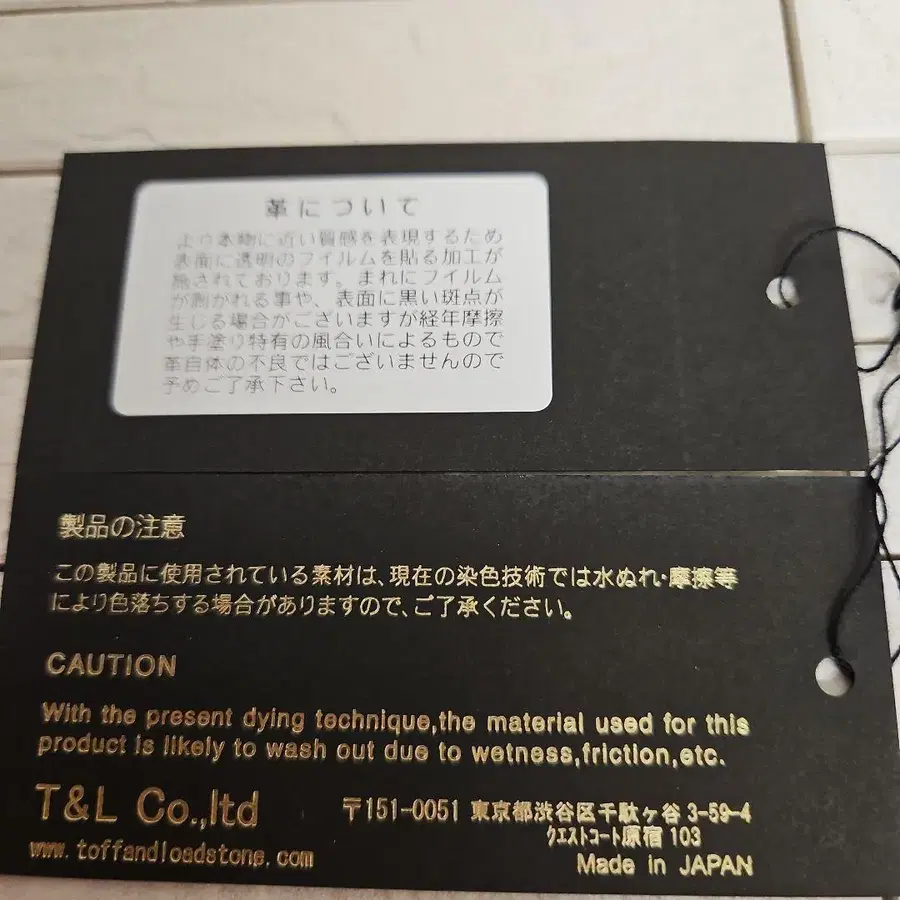 革について
より本物に近い質感を表現するため
表面に透明のフイルムを貼る加工が
施されております。まれにフイルム
が剥がれる事や、表面に黒い斑点が
生じる場合がございますが経年摩擦
や手塗り特有の風合いによるもので
革自体の不良ではございませんので
予めご了承下さい。
製品の注意
この製品に使用されている素材は、現在の染色技術では水ぬれ・摩擦等
により色落ちする場合がありますので、ご了承ください。
CAUTION
With the present dying technique,the material used for this
product is likely to wash out due to wetness,friction,etc.
T&L Co.,ltd
〒151-0051 東京都渋谷区千駄ヶ谷 3-59-4
クエストコート原宿 103
www.toffandloadstone.com
Made in JAPAN